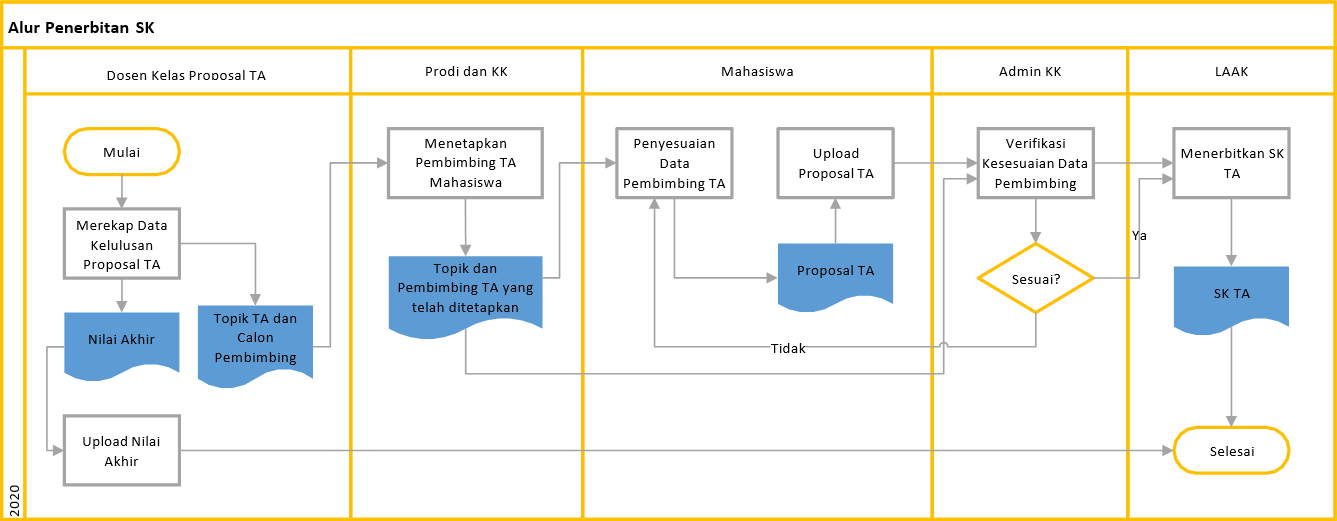 Alur Penerbitan SK
Dosen Kelas Proposal TA
Prodi dan KK
Mahasiswa
Admin KK
LAAK
Mulai
Merekap Data
Kelulusan
Proposal TA
Nilai Akhir
Topik TA dan
Calon
Pembimbing
Upload Nilai
Akhir
Menetapkan
Pembimbing TA
Mahasiswa
Topik dan
Pembimbing TA yang
telah ditetapkan
Penyesuaian
Data
Pembimbing TA
Upload
Proposal TA
Proposal TA
Tidak
Verifikasi
Kesesuaian Data
Pembimbing
Sesuai?
Ya
Menerbitkan SK
TA
SK TA
Selesai
2020